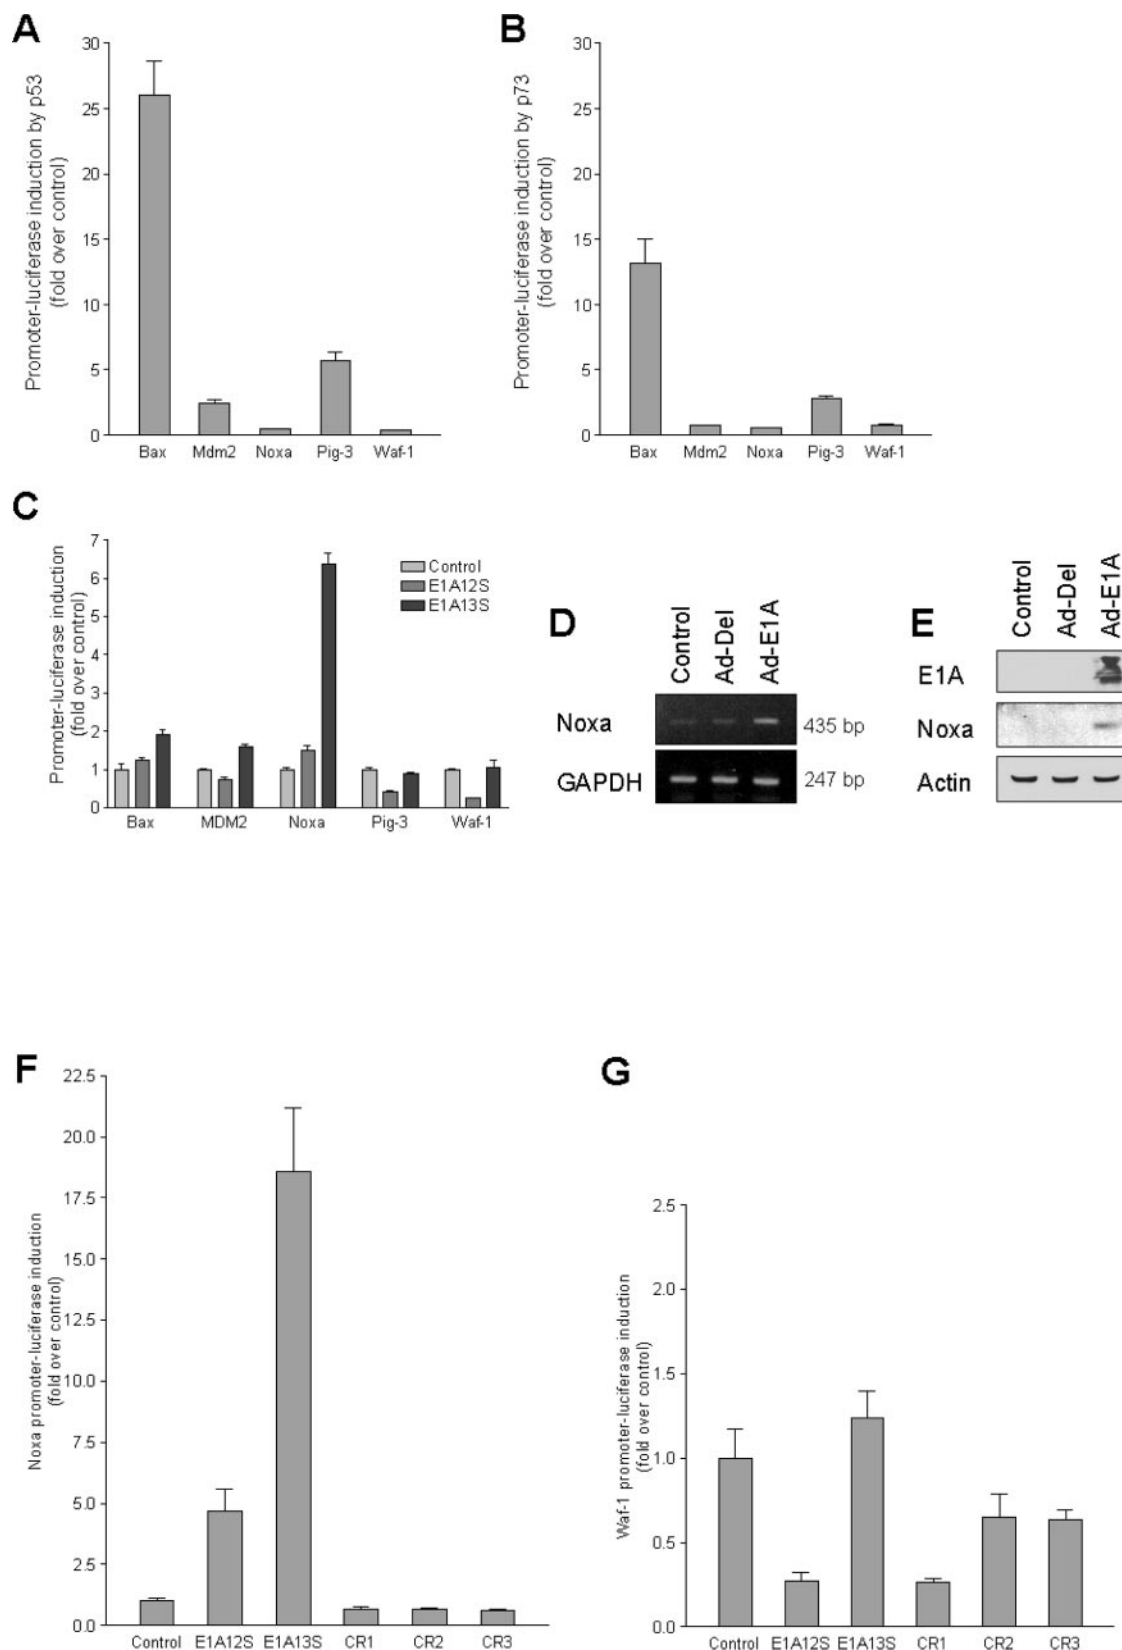 A
Promoter-luciferase induction by p53
(fold over control)
30
25
20
15
10
5
0
Bax Mdm2 Noxa Pig-3 Waf-1
B
Promoter-luciferase induction by p73
(fold over control)
30
25
20
15
10
5
0
Bax Mdm2 Noxa Pig-3 Waf-1
C
Promoter-luciferase induction
(fold over control)
7
6
5
4
3
2
1
0
Control
E1A12S
E1A13S
Bax MDM2 Noxa Pig-3 Waf-1
D
Control Ad-Del Ad-E1A
Noxa 435 bp
GAPDH 247 bp
E
Control Ad-Del Ad-E1A
E1A
Noxa
Actin
F
Noxa promoter-luciferase induction
(fold over control)
22.5
20.0
17.5
15.0
12.5
10.0
7.5
5.0
2.5
0.0
Control E1A12S E1A13S CR1 CR2 CR3
G
Waf-1 promoter-luciferase induction
(fold over control)
2.5
2.0
1.5
1.0
0.5
0.0
Control E1A12S E1A13S CR1 CR2 CR3